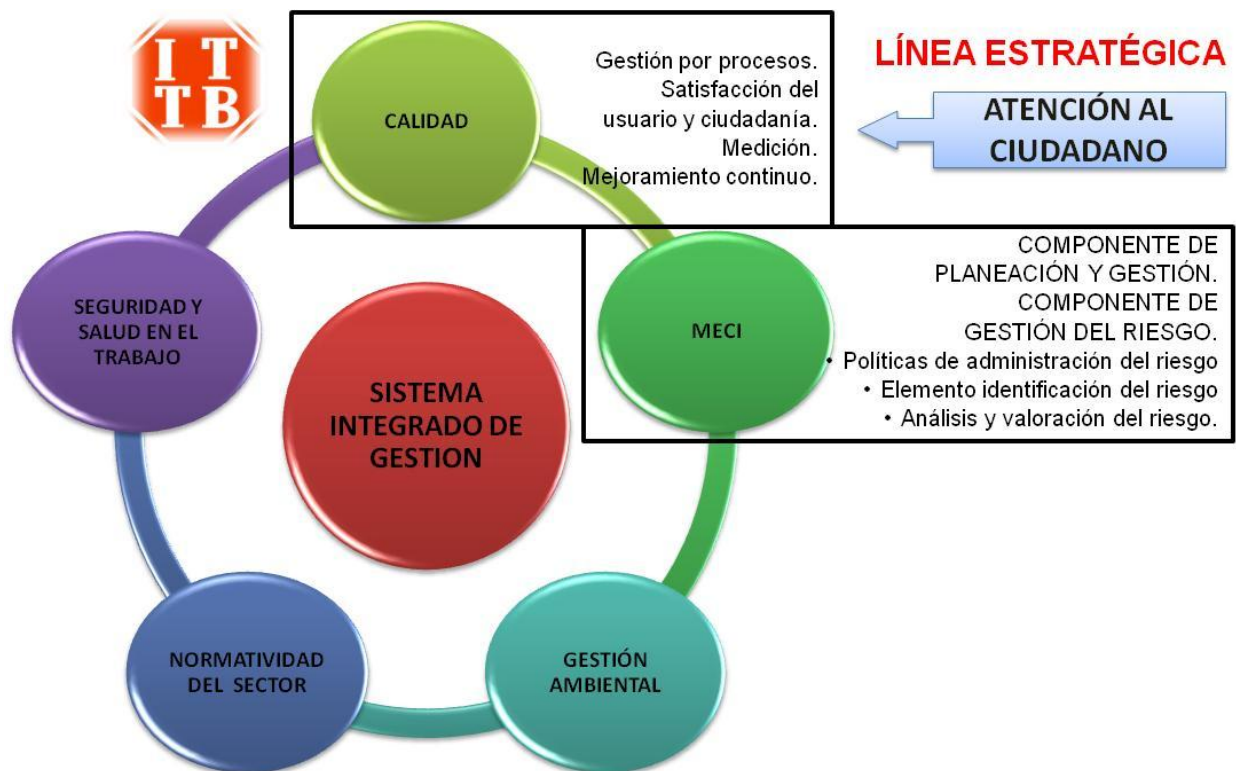 I T
T B
CALIDAD
Gestión por procesos.
Satisfacción del
usuario y ciudadanía.
Medición.
Mejoramiento continuo.
LÍNEA ESTRATÉGICA
ATENCIÓN AL
CIUDADANO
MECI
COMPONENTE DE
PLANEACIÓN Y GESTIÓN.
COMPONENTE DE
GESTIÓN DEL RIESGO.
• Políticas de administración del riesgo
• Elemento identificación del riesgo
• Análisis y valoración del riesgo.
SEGURIDAD Y
SALUD EN EL
TRABAJO
SISTEMA
INTEGRADO DE
GESTION
NORMATIVIDAD
DEL SECTOR
GESTIÓN
AMBIENTAL